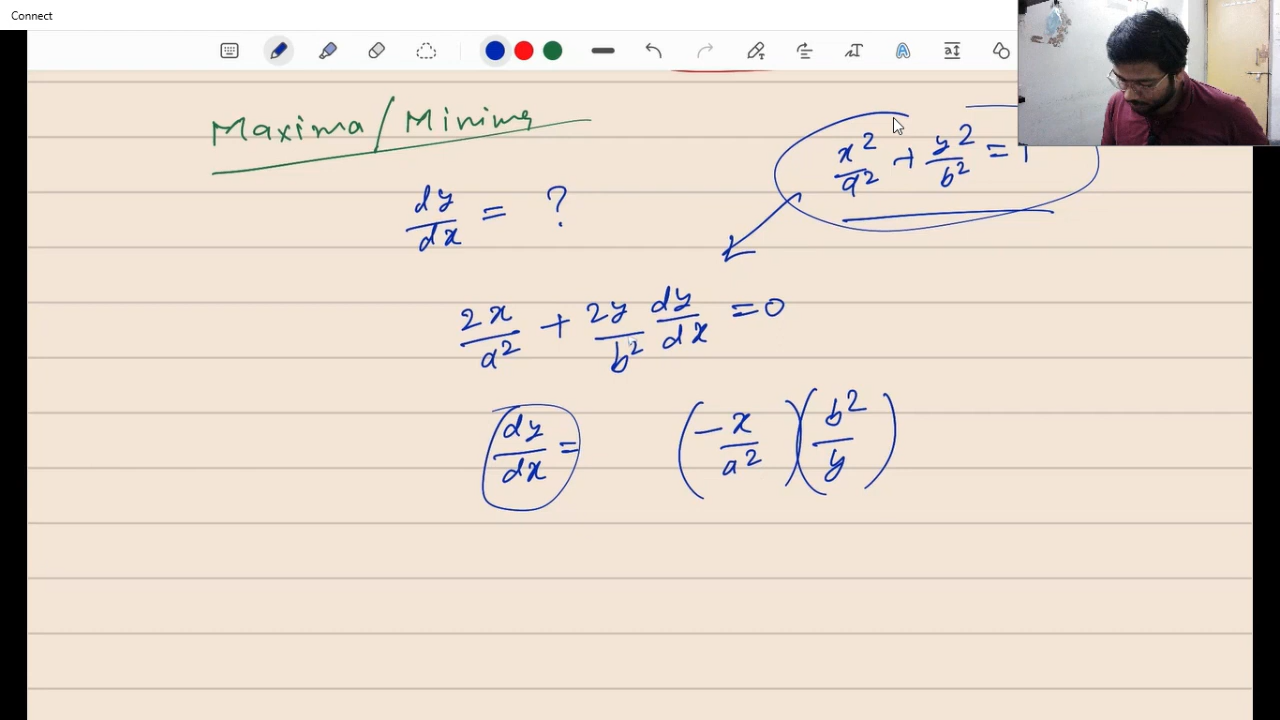 Connect
Maxima/Minima
x²/a² + y²/b² = 1
dy/dx = ?
2x/a² + 2y/b² dy/dx = 0
dy/dx = (-x/a²)(b²/y)